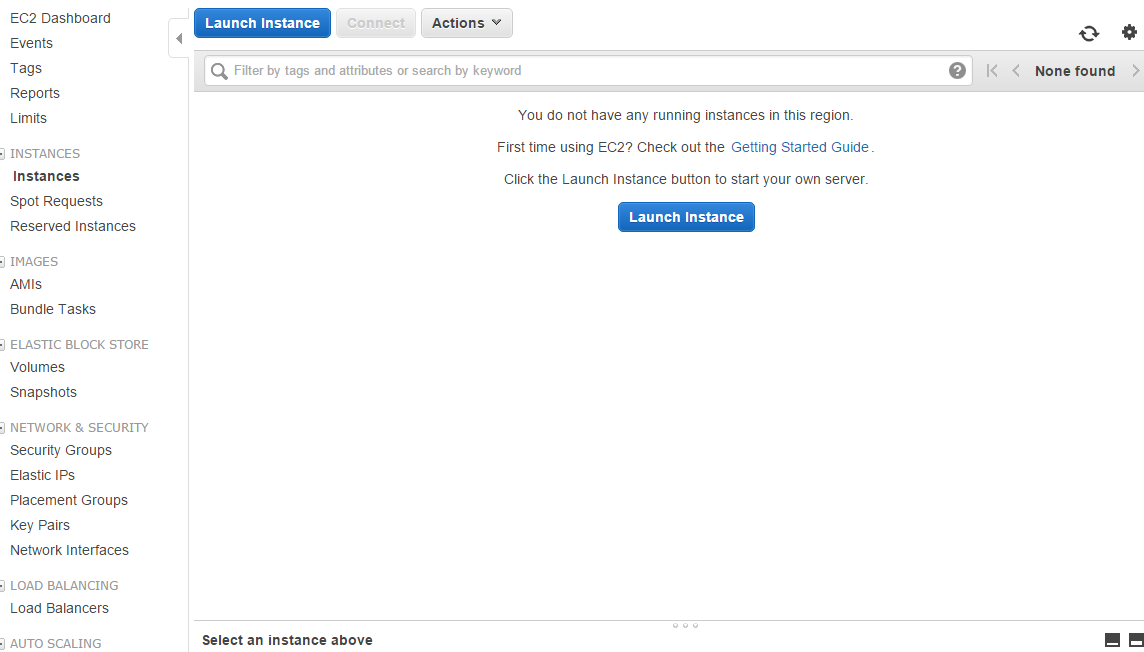 EC2 Dashboard
Events
Tags
Reports
Limits
INSTANCES
Instances
Spot Requests
Reserved Instances
IMAGES
AMIs
Bundle Tasks
ELASTIC BLOCK STORE
Volumes
Snapshots
NETWORK & SECURITY
Security Groups
Elastic IPs
Placement Groups
Key Pairs
Network Interfaces
LOAD BALANCING
Load Balancers
AUTO SCALING
Launch Instance Connect Actions
Filter by tags and attributes or search by keyword ? None found
You do not have any running instances in this region.
First time using EC2? Check out the Getting Started Guide.
Click the Launch Instance button to start your own server.
Launch Instance
Select an instance above